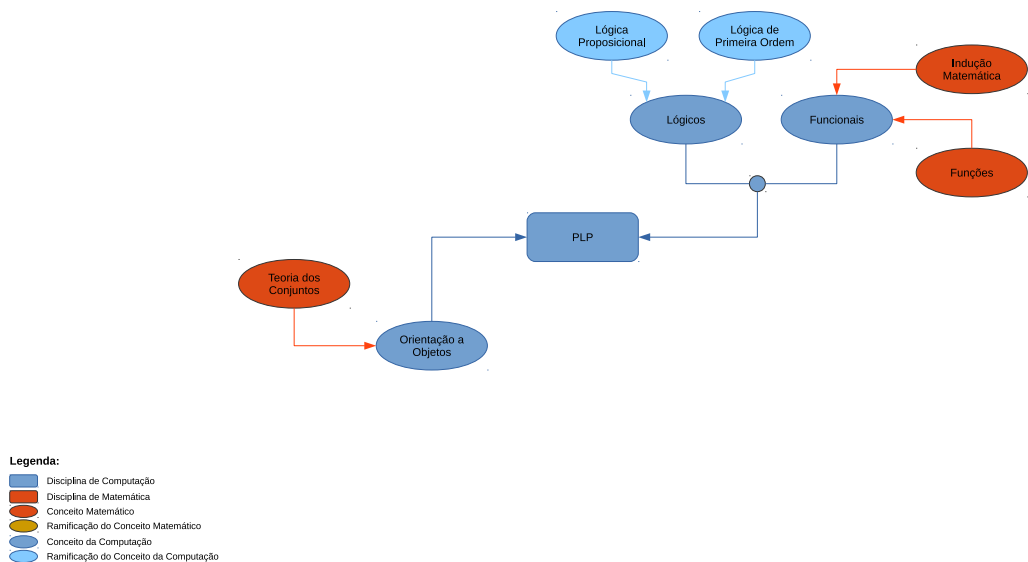 Lógica
Proposicional
Lógica de
Primeira Ordem
Indução
Matemática
Lógicos
Funcionais
Funções
PLP
Teoria dos
Conjuntos
Orientação a
Objetos
Legenda:
Disciplina de Computação
Disciplina de Matemática
Conceito Matemático
Ramificação do Conceito Matemático
Conceito da Computação
Ramificação do Conceito da Computação